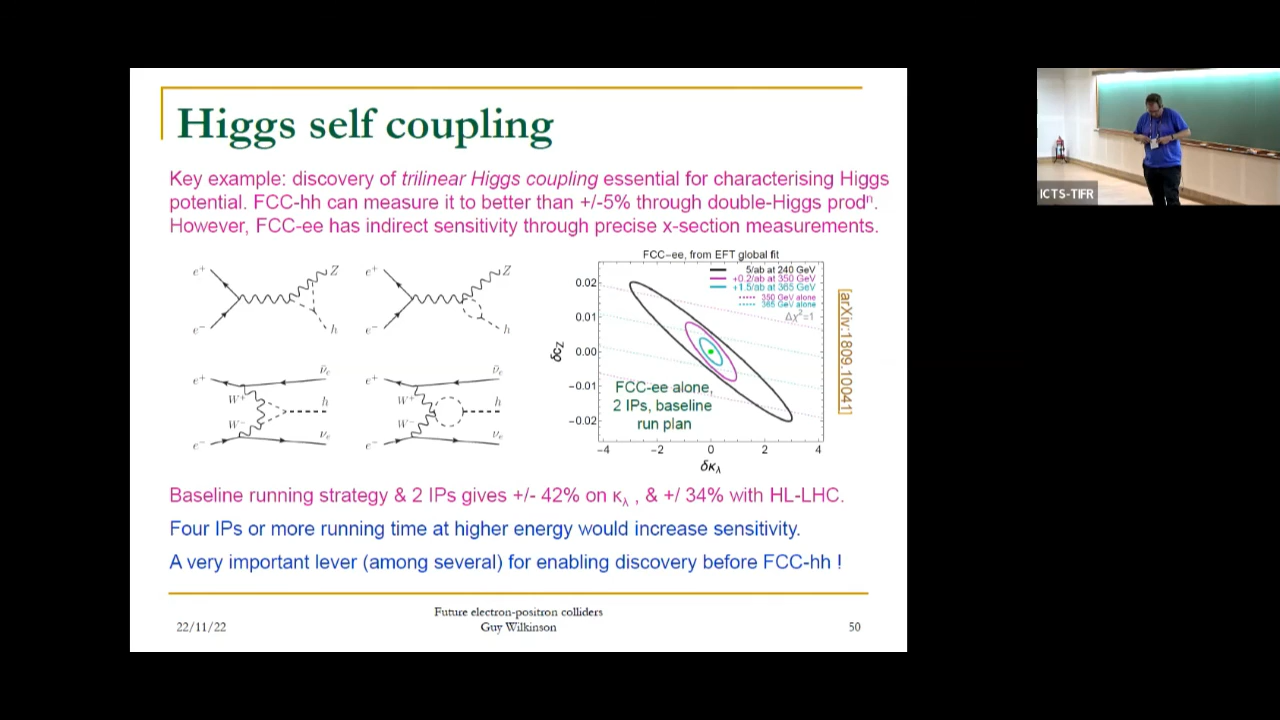 Higgs self coupling
Key example: discovery of trilinear Higgs coupling essential for characterising Higgs
potential. FCC-hh can measure it to better than +/-5% through double-Higgs prodⁿ.
However, FCC-ee has indirect sensitivity through precise x-section measurements.
e⁺ Z e⁺ Z
e⁻ h e⁻ h
e⁺ ν̄ₑ e⁺ ν̄ₑ
W⁺ h W⁺ h
W⁻ W⁻
e⁻ νₑ e⁻ νₑ
FCC-ee, from EFT global fit
5/ab at 240 GeV
+0.2/ab at 350 GeV
+1.5/ab at 365 GeV
350 GeV alone
365 GeV alone
Δχ²=1
0.02
0.01
0.00
−0.01
−0.02
δcz
FCC-ee alone,
2 IPs, baseline
run plan
−4 −2 0 2 4
δκλ
[arXiv:1809.10041]
Baseline running strategy & 2 IPs gives +/- 42% on κλ , & +/ 34% with HL-LHC.
Four IPs or more running time at higher energy would increase sensitivity.
A very important lever (among several) for enabling discovery before FCC-hh !
22/11/22
Future electron-positron colliders
Guy Wilkinson
50
ICTS-TIFR